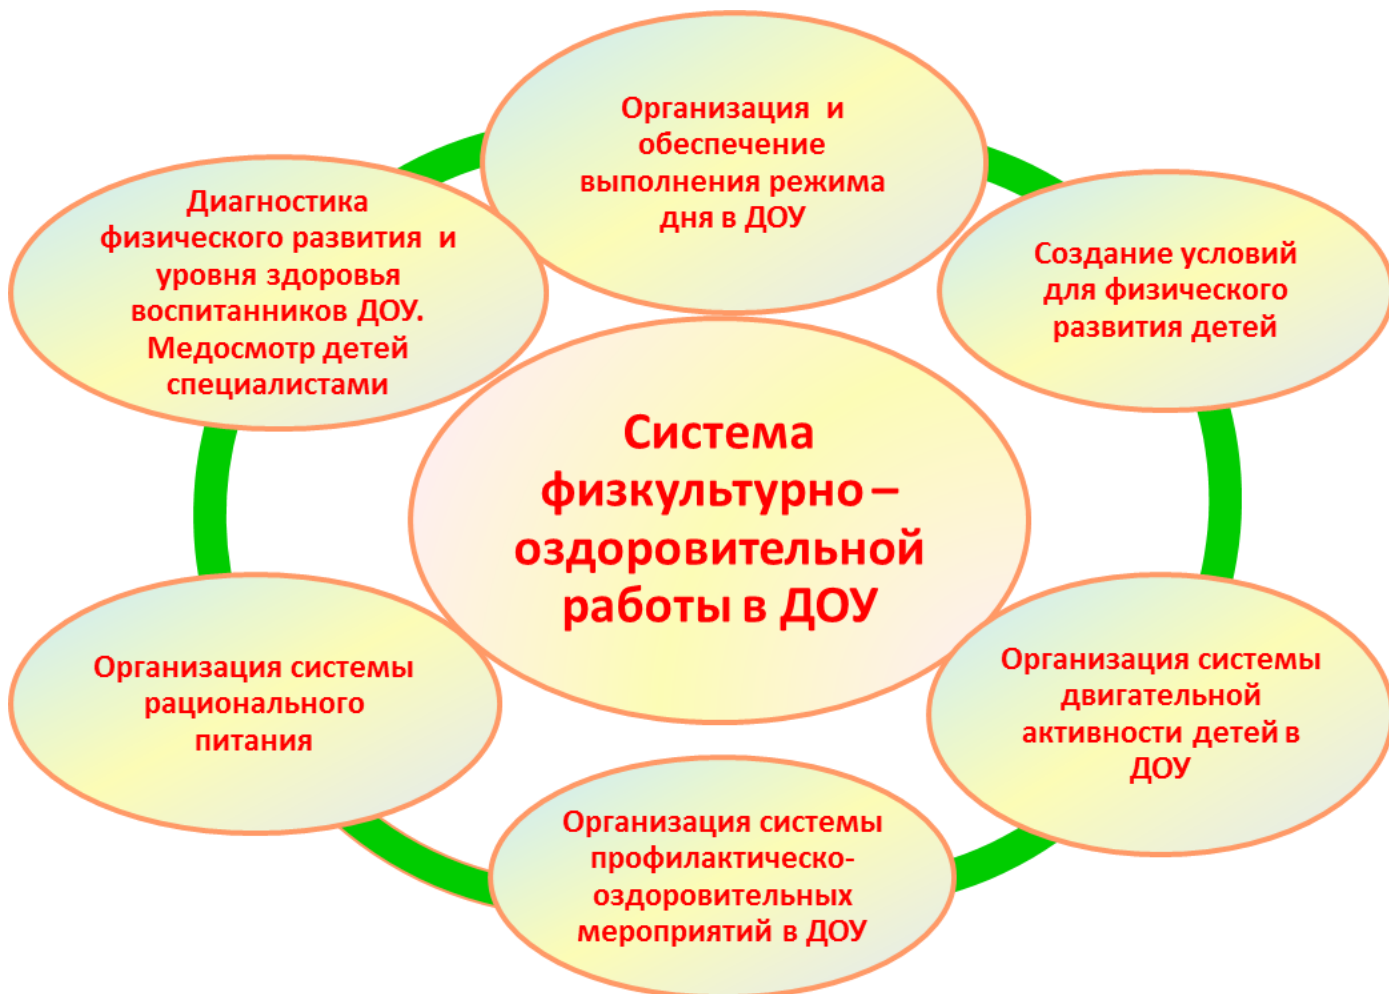 Организация и
обеспечение
выполнения режима
дня в ДОУ
Диагностика
физического развития и
уровня здоровья
воспитанников ДОУ.
Медосмотр детей
специалистами
Создание условий
для физического
развития детей
Система
физкультурно –
оздоровительной
работы в ДОУ
Организация системы
рационального
питания
Организация системы
двигательной
активности детей в
ДОУ
Организация системы
профилактическо-
оздоровительных
мероприятий в ДОУ